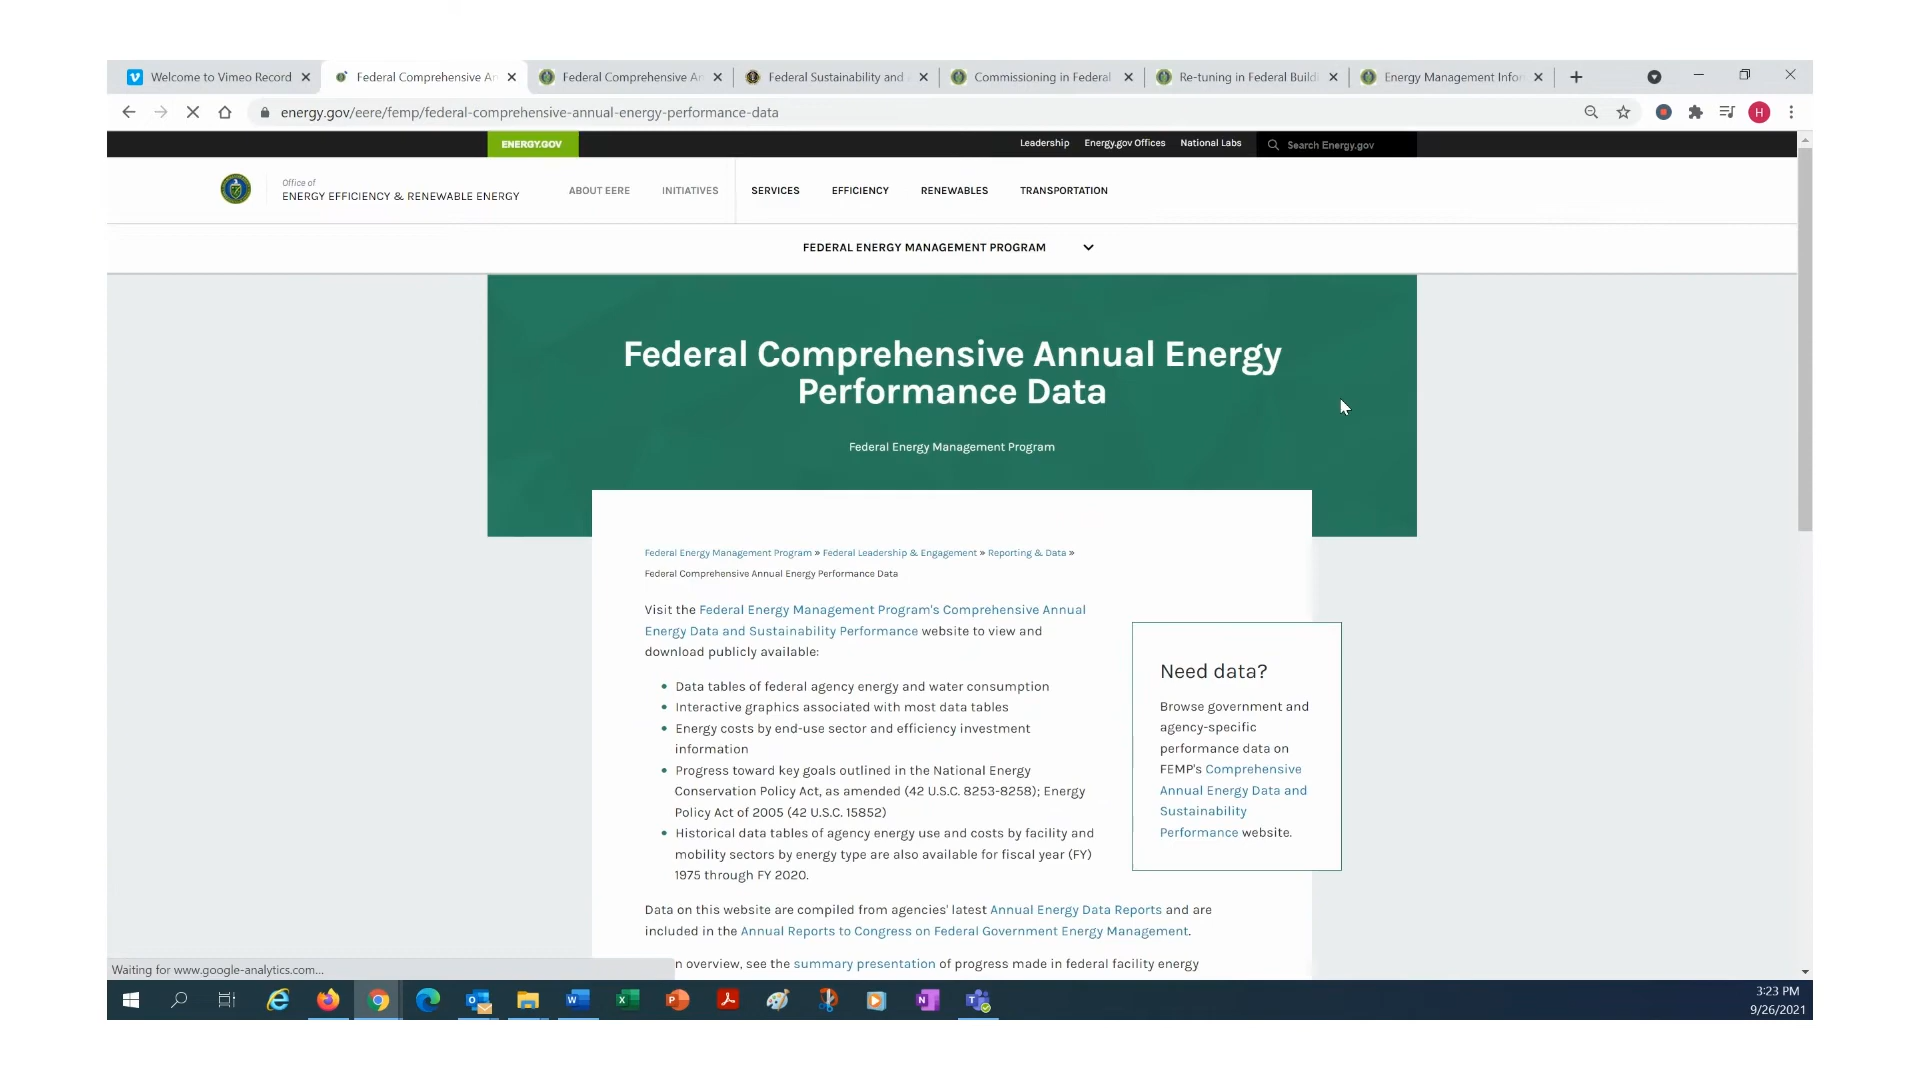 Welcome to Vimeo Record
Federal Comprehensive An
Federal Comprehensive An
Federal Sustainability and
Commissioning in Federal
Re-tuning in Federal Buildi
Energy Management Infor
energy.gov/eere/femp/federal-comprehensive-annual-energy-performance-data
H
ENERGY.GOV
Leadership
Energy.gov Offices
National Labs
Search Energy.gov
Office of
ENERGY EFFICIENCY & RENEWABLE ENERGY
ABOUT EERE
INITIATIVES
SERVICES
EFFICIENCY
RENEWABLES
TRANSPORTATION
FEDERAL ENERGY MANAGEMENT PROGRAM
Federal Comprehensive Annual Energy
Performance Data
Federal Energy Management Program
Federal Energy Management Program » Federal Leadership & Engagement » Reporting & Data »
Federal Comprehensive Annual Energy Performance Data
Visit the Federal Energy Management Program's Comprehensive Annual
Energy Data and Sustainability Performance website to view and
download publicly available:
• Data tables of federal agency energy and water consumption
• Interactive graphics associated with most data tables
• Energy costs by end-use sector and efficiency investment
information
• Progress toward key goals outlined in the National Energy
Conservation Policy Act, as amended (42 U.S.C. 8253-8258); Energy
Policy Act of 2005 (42 U.S.C. 15852)
• Historical data tables of agency energy use and costs by facility and
mobility sectors by energy type are also available for fiscal year (FY)
1975 through FY 2020.
Need data?
Browse government and
agency-specific
performance data on
FEMP's Comprehensive
Annual Energy Data and
Sustainability
Performance website.
Data on this website are compiled from agencies' latest Annual Energy Data Reports and are
included in the Annual Reports to Congress on Federal Government Energy Management.
n overview, see the summary presentation of progress made in federal facility energy
Waiting for www.google-analytics.com...
3:23 PM
9/26/2021